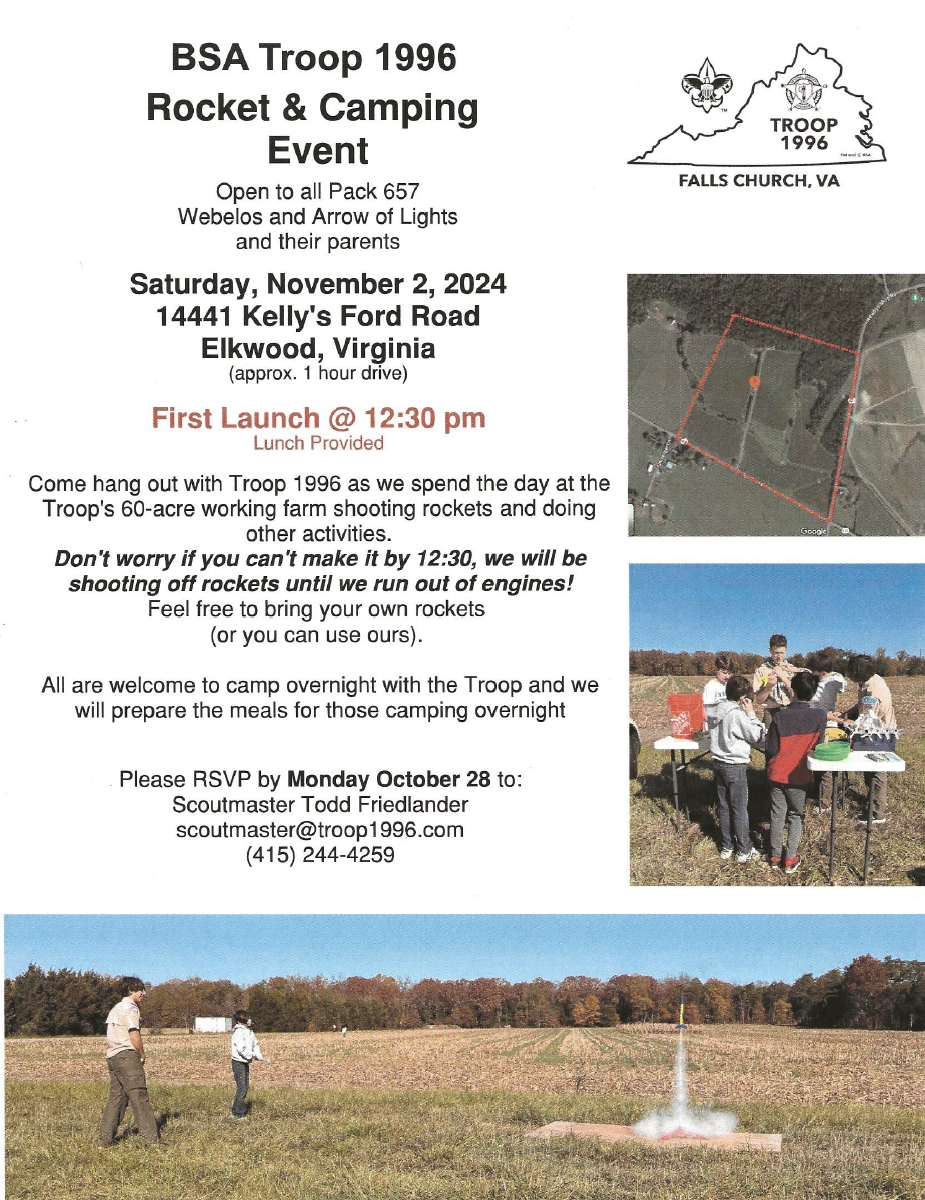 BSA Troop 1996
Rocket & Camping
Event
Open to all Pack 657
Webelos and Arrow of Lights
and their parents
Saturday, November 2, 2024
14441 Kelly's Ford Road
Elkwood, Virginia
(approx. 1 hour drive)
First Launch @ 12:30 pm
Lunch Provided
Come hang out with Troop 1996 as we spend the day at the
Troop's 60-acre working farm shooting rockets and doing
other activities.
Don't worry if you can't make it by 12:30, we will be
shooting off rockets until we run out of engines!
Feel free to bring your own rockets
(or you can use ours).
All are welcome to camp overnight with the Troop and we
will prepare the meals for those camping overnight
Please RSVP by Monday October 28 to:
Scoutmaster Todd Friedlander
scoutmaster@troop1996.com
(415) 244-4259
TM
TROOP
1996
TM and © BSA
FALLS CHURCH, VA
Google